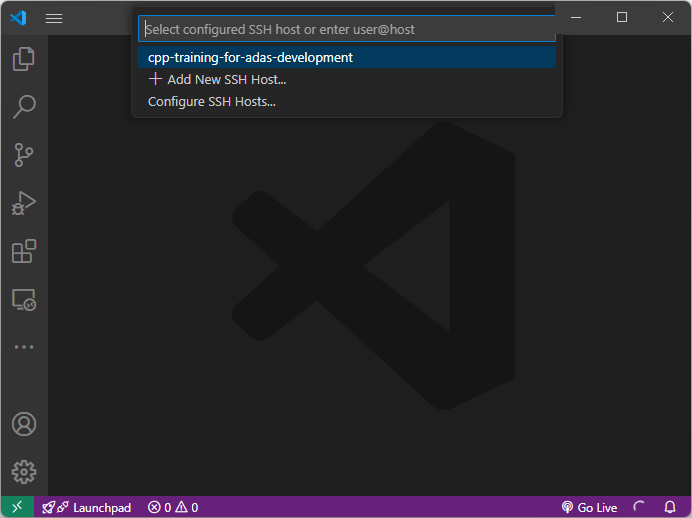 Select configured SSH host or enter user@host
cpp-training-for-adas-development
Add New SSH Host...
Configure SSH Hosts...
Launchpad 0 0 Go Live